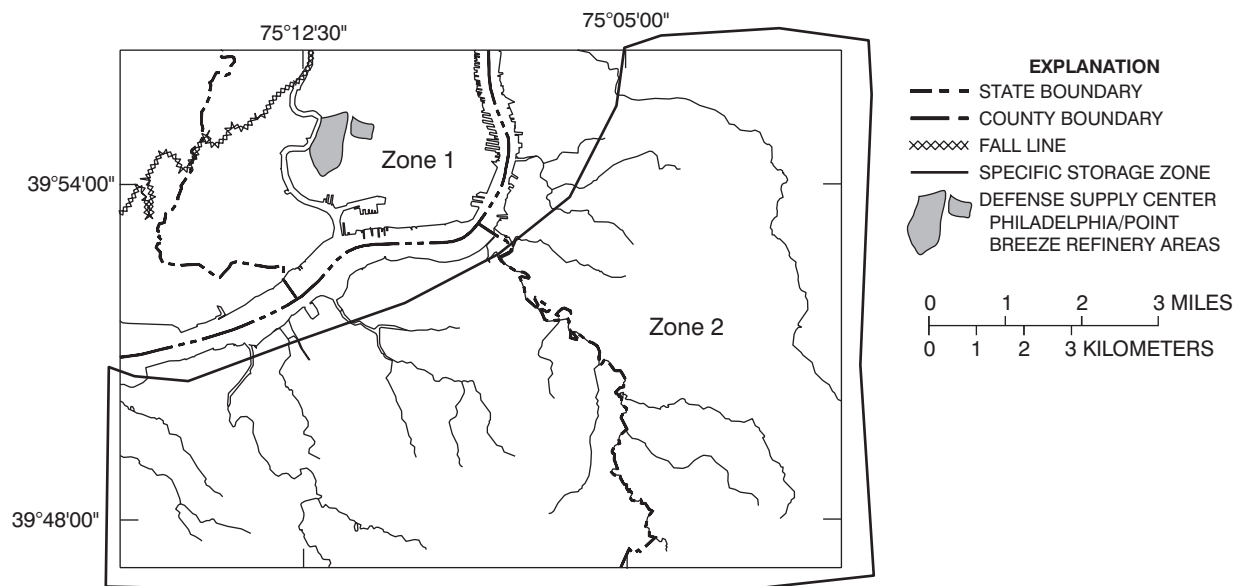 75°12'30"
75°05'00"
39°54'00"
39°48'00"
Zone 1
Zone 2
EXPLANATION
STATE BOUNDARY
COUNTY BOUNDARY
FALL LINE
SPECIFIC STORAGE ZONE
DEFENSE SUPPLY CENTER
PHILADELPHIA/POINT
BREEZE REFINERY AREAS
0 1 2 3 MILES
0 1 2 3 KILOMETERS